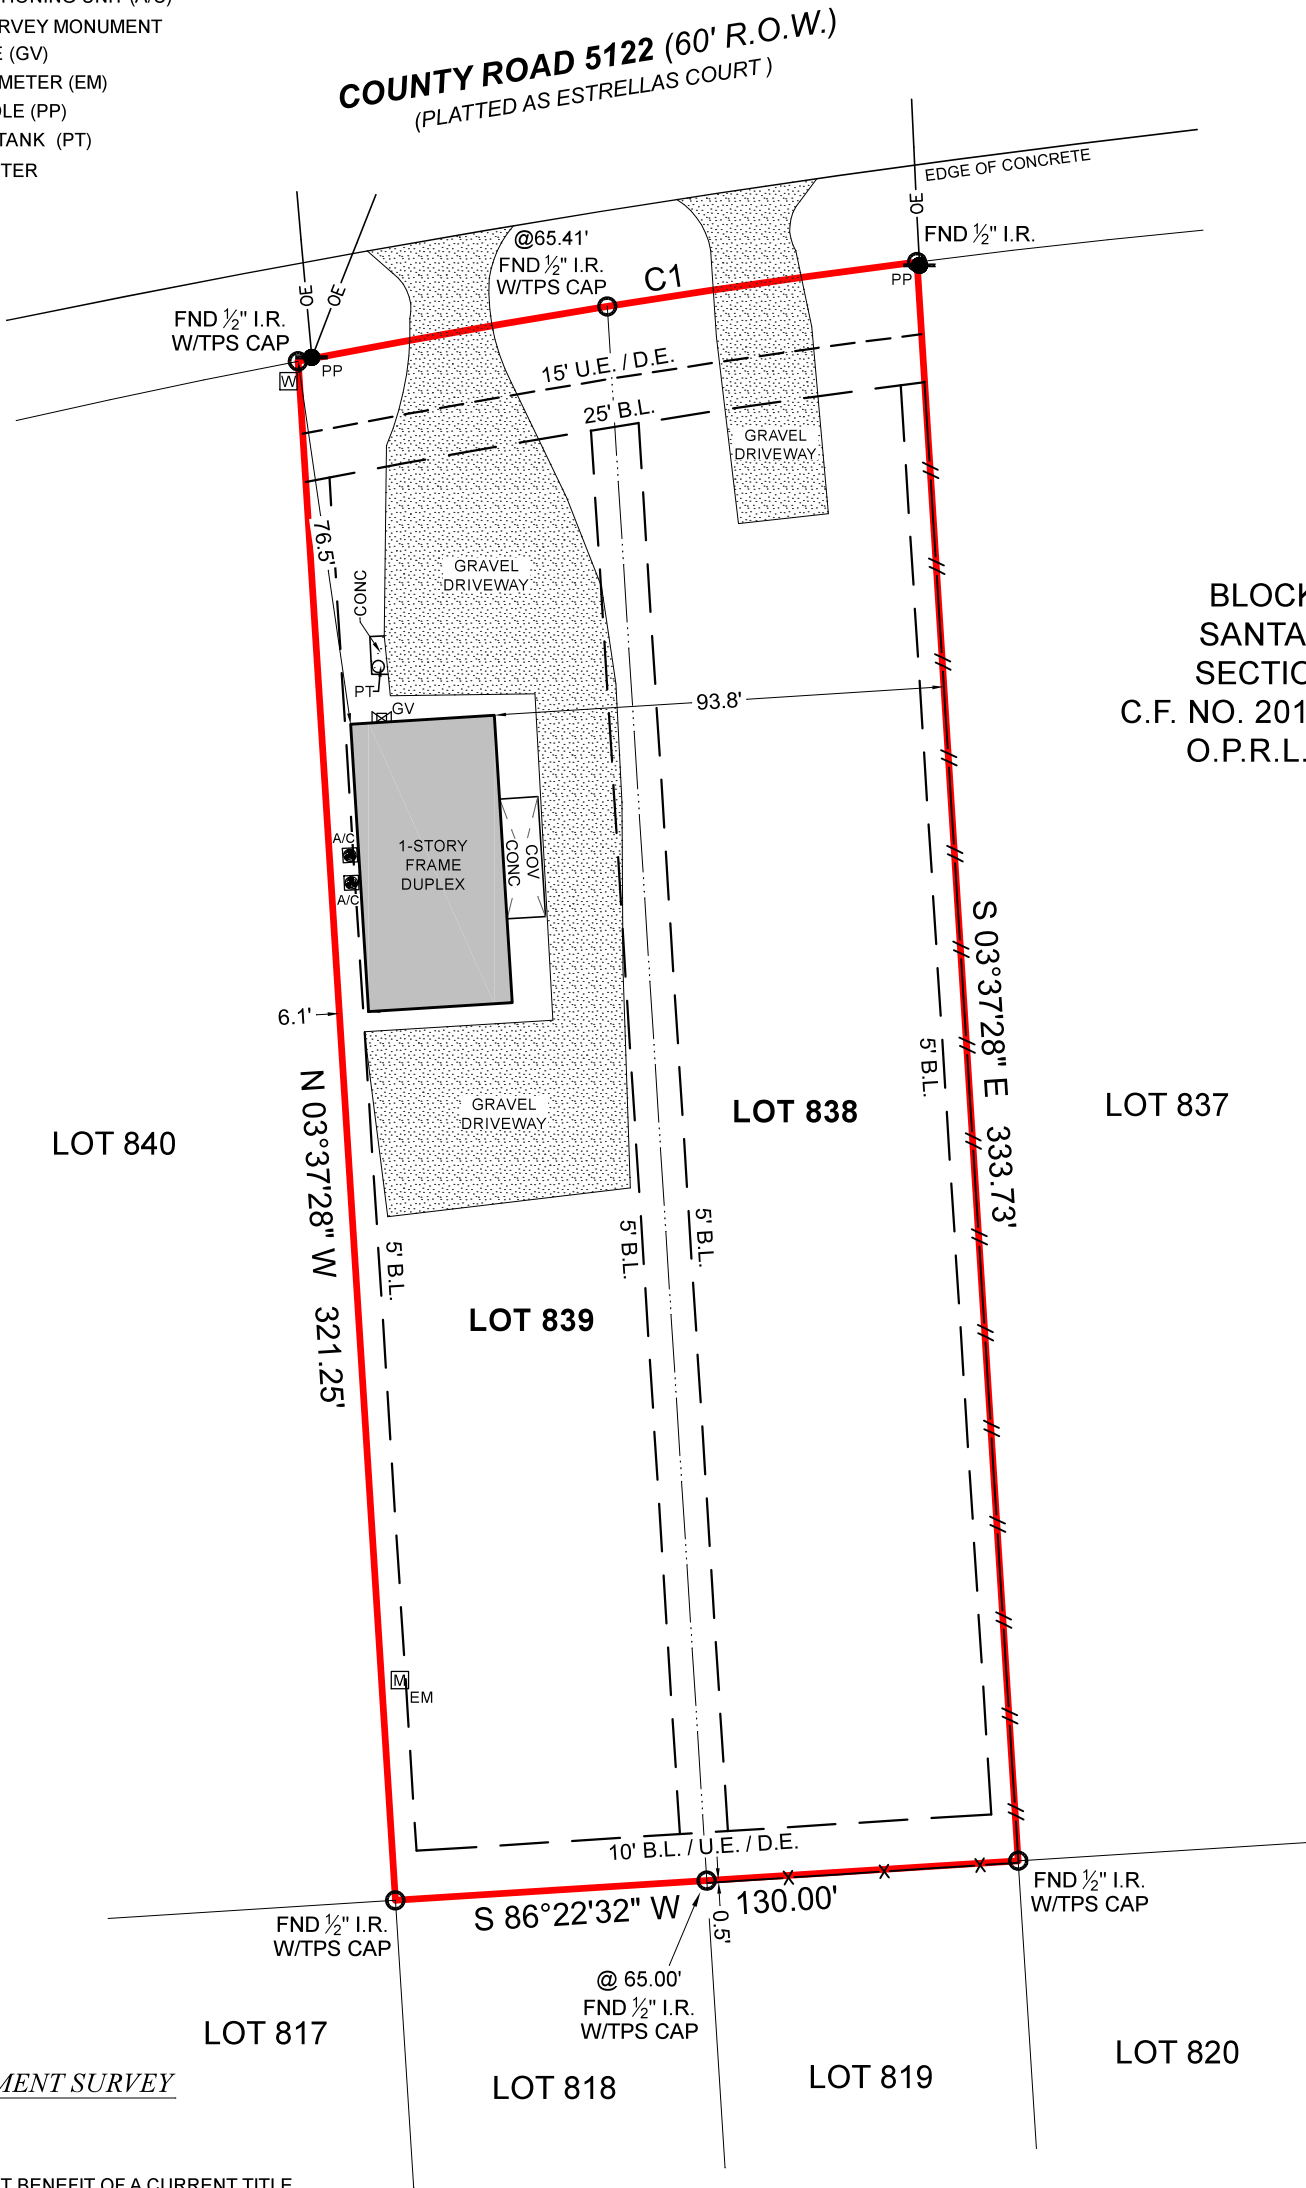 RVEY MONUMENT
E (GV)
METER (EM)
OLE (PP)
TANK (PT)
TER
COUNTY ROAD 5122 (60' R.O.W.)
(PLATTED AS ESTRELLAS COURT )
EDGE OF CONCRETE
OE
OE
OE
@65.41'
FND ½" I.R.
W/TPS CAP
C1
FND ½" I.R.
PP
FND ½" I.R.
W/TPS CAP
PP
W
15' U.E. / D.E.
25' B.L.
GRAVEL
DRIVEWAY
76.5'
CONC
GRAVEL
DRIVEWAY
BLOCK
SANTA
SECTIO
C.F. NO. 201
O.P.R.L.
PT
GV
93.8'
A/C
A/C
1-STORY
FRAME
DUPLEX
COV
CONC
6.1'
S 03°37'28" E 333.73'
5' B.L.
N 03°37'28" W 321.25'
GRAVEL
DRIVEWAY
LOT 838
LOT 837
LOT 840
5' B.L.
5' B.L.
5' B.L.
LOT 839
M
EM
10' B.L. / U.E. / D.E.
S 86°22'32" W 130.00'
0.5'
FND ½" I.R.
W/TPS CAP
FND ½" I.R.
W/TPS CAP
@ 65.00'
FND ½" I.R.
W/TPS CAP
LOT 817
LOT 818
LOT 819
LOT 820
MENT SURVEY
T BENEFIT OF A CURRENT TITLE